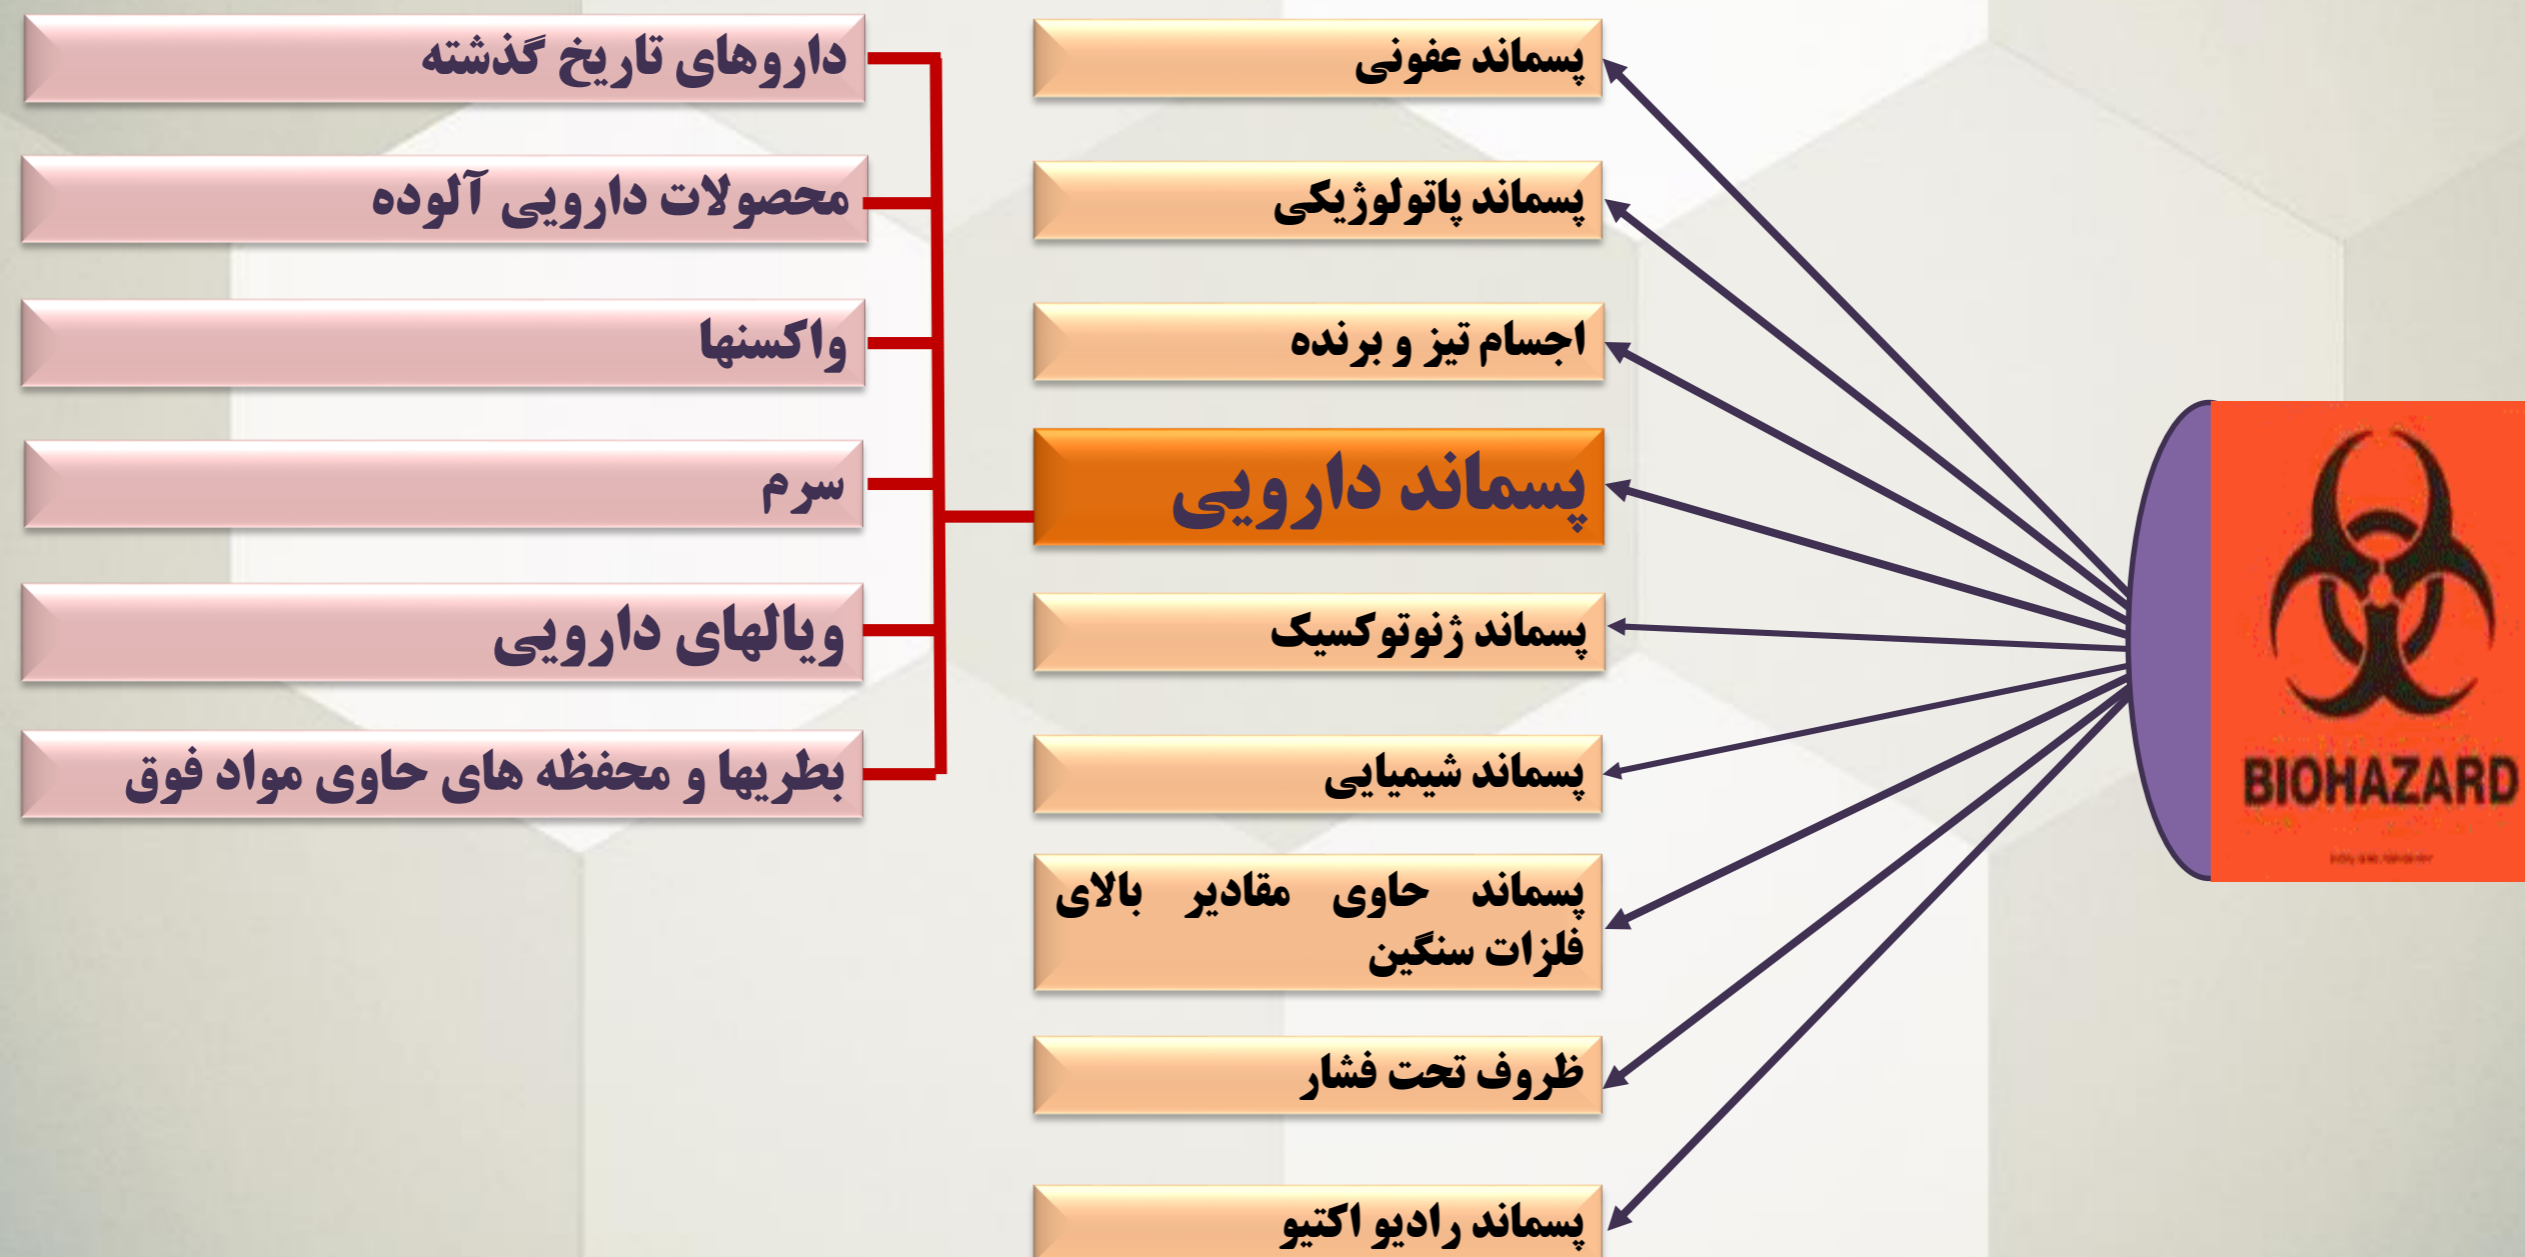 پسماند عفونی
پسماند پاتولوژیکی
اجسام تیز و برنده
پسماند دارویی
پسماند ژنوتوکسیک
پسماند شیمیایی
پسماند حاوی مقادیر بالای
فلزات سنگین
ظروف تحت فشار
پسماند رادیو اکتیو
داروهای تاریخ گذشته
محصولات دارویی آلوده
واکسنها
سرم
ویالهای دارویی
بطریها و محفظه های حاوی مواد فوق
BIOHAZARD